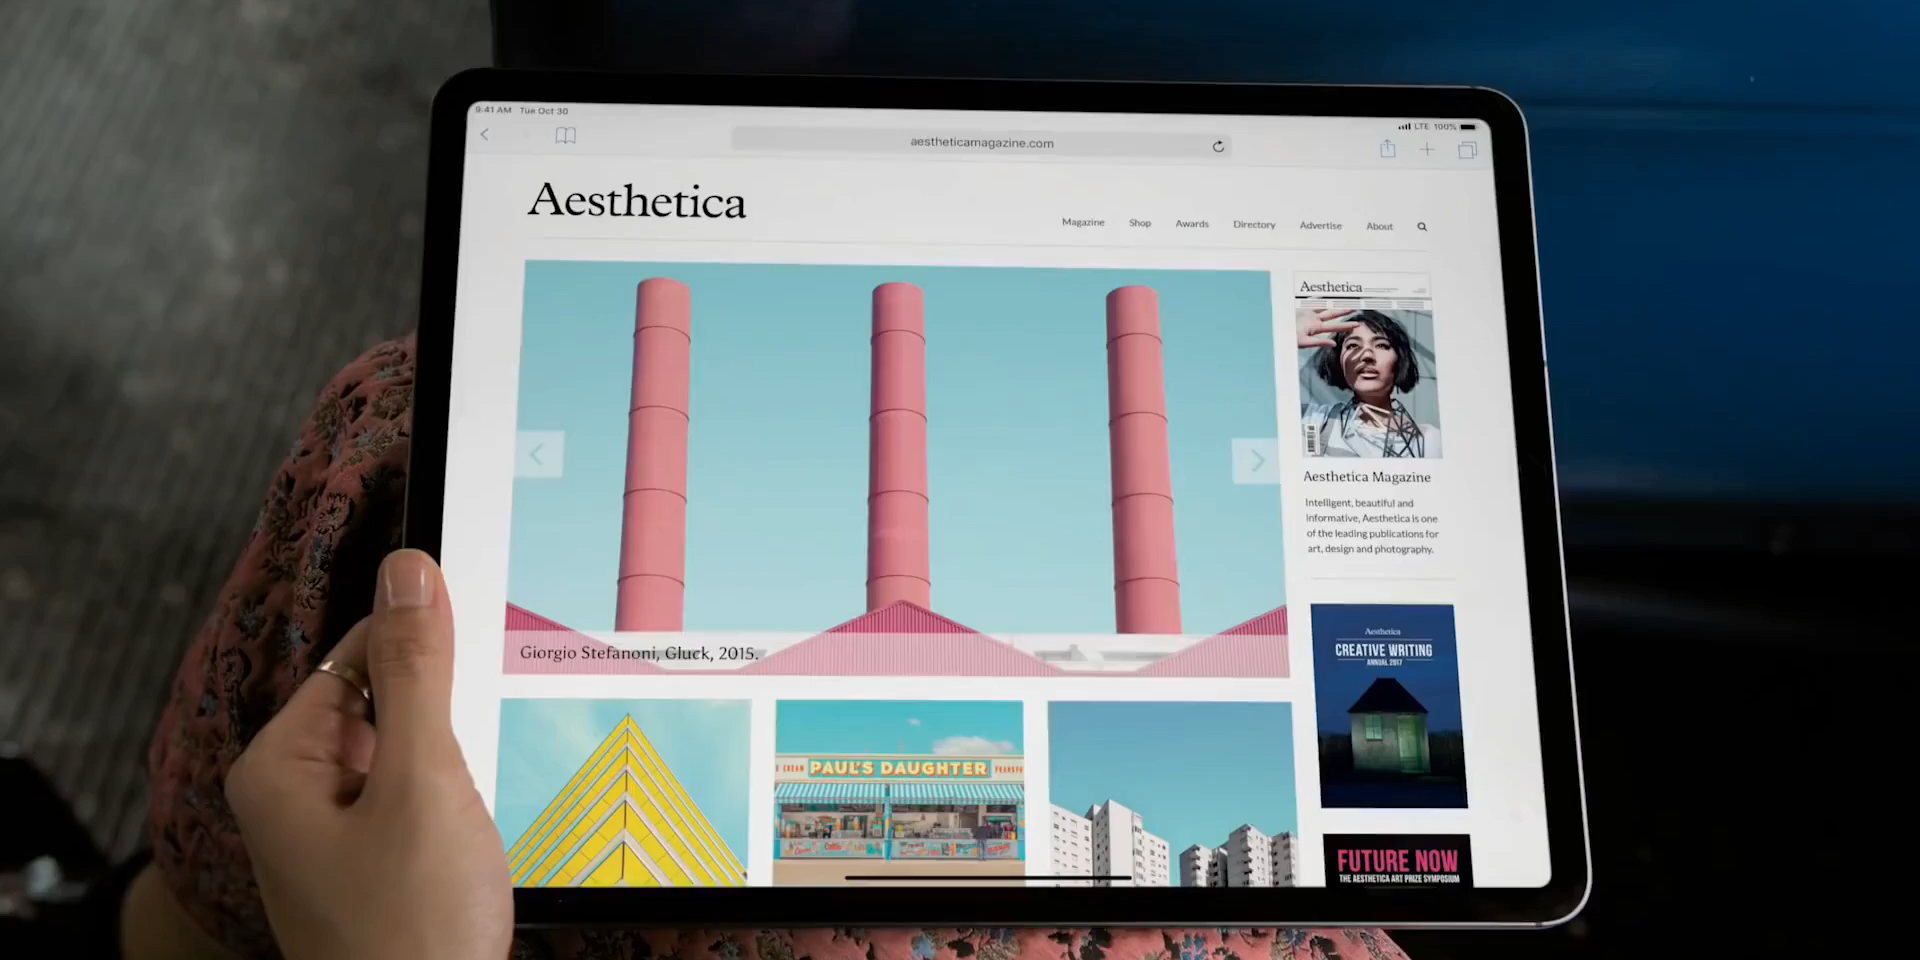 9:41 AM Tue Oct 30
LTE 100%
aestheticamagazine.com
Aesthetica
Magazine Shop Awards Directory Advertise About
Giorgio Stefanoni, Gluck, 2015.
Aesthetica
Aesthetica Magazine
Intelligent, beautiful and
informative, Aesthetica is one
of the leading publications for
art, design and photography.
Aesthetica
CREATIVE WRITING
ANNUAL 2017
PAUL'S DAUGHTER
FUTURE NOW
THE AESTHETICA ART PRIZE SYMPOSIUM